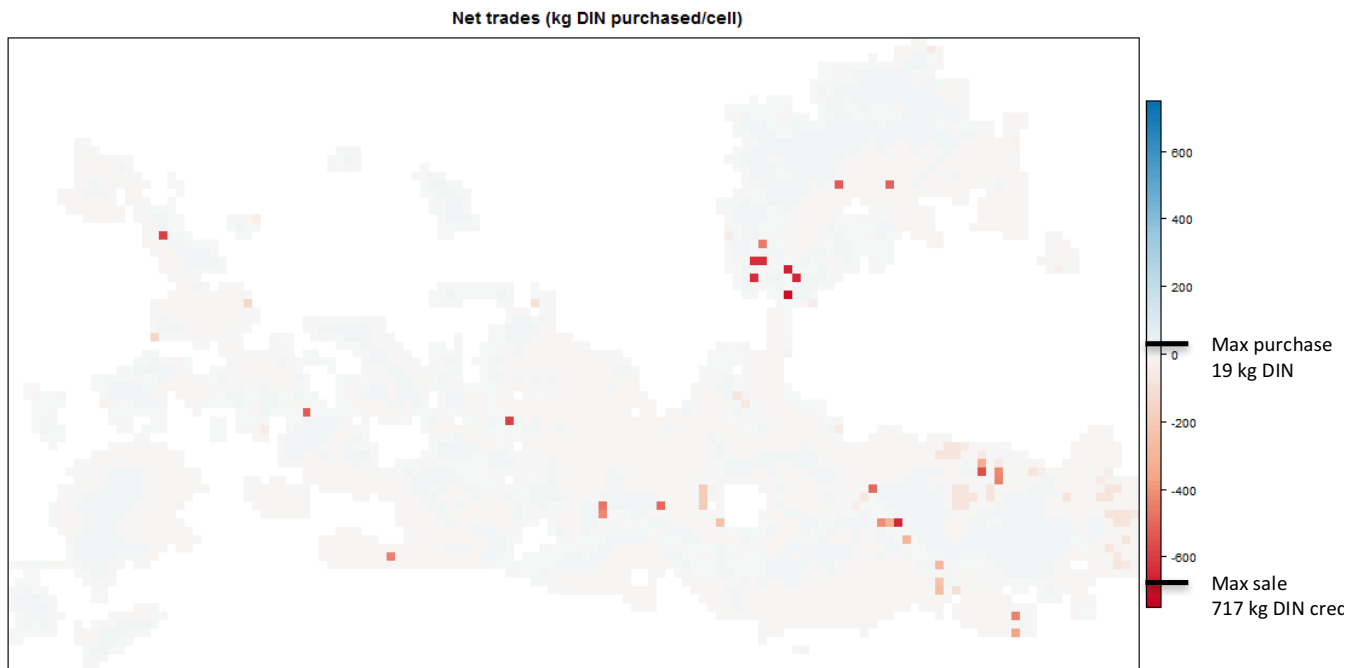 Net trades (kg DIN purchased/cell)
600
400
200
Max purchase
0
19 kg DIN
-200
-400
-600
Max sale
717 kg DIN cred